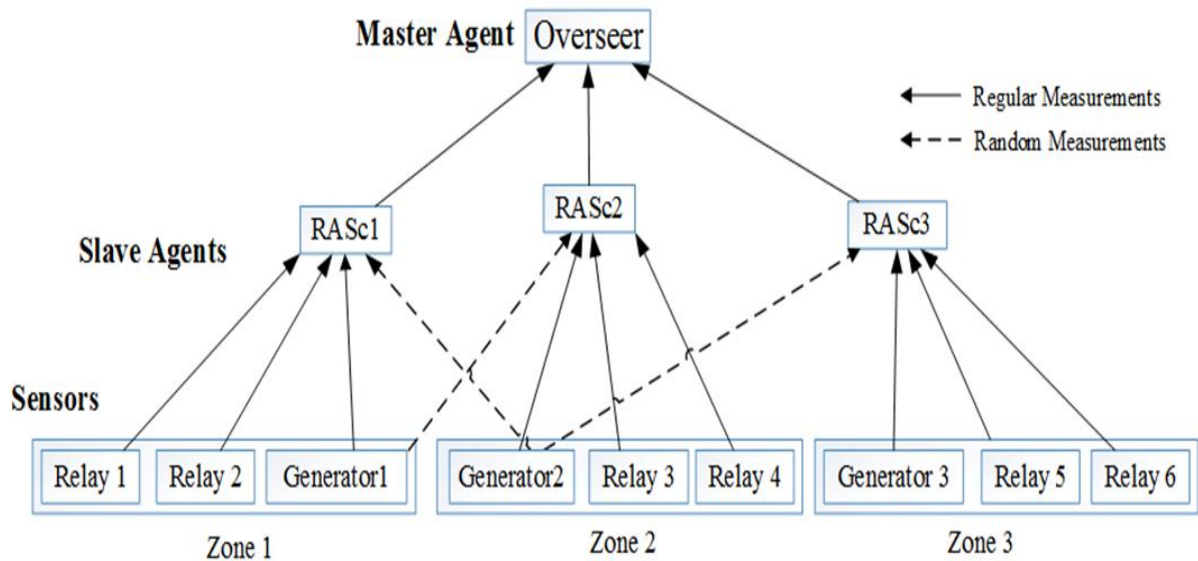 Master Agent
Overseer
Regular Measurements
Random Measurements
RASc1
RASc2
RASc3
Slave Agents
Sensors
Relay 1
Relay 2
Generator1
Generator2
Relay 3
Relay 4
Generator 3
Relay 5
Relay 6
Zone 1
Zone 2
Zone 3